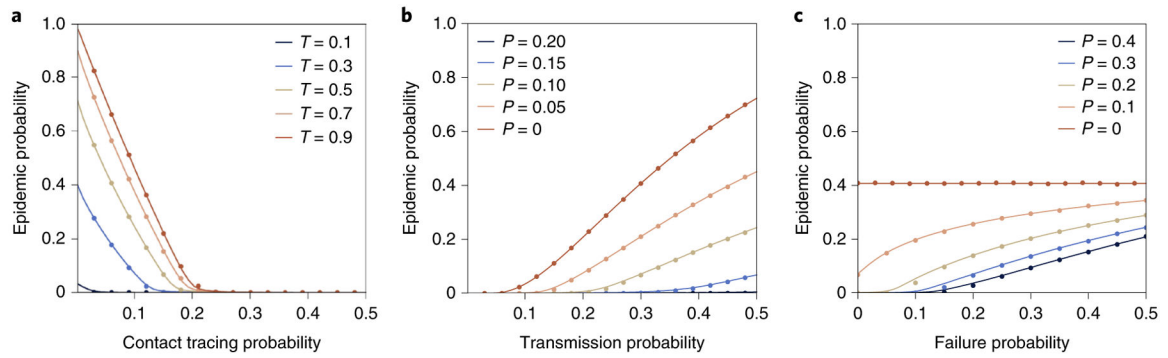 a
Epidemic probability
1.0
0.8
0.6
0.4
0.2
0
0.1
0.2
0.3
0.4
0.5
Contact tracing probability
T = 0.1
T = 0.3
T = 0.5
T = 0.7
T = 0.9
b
Epidemic probability
1.0
0.8
0.6
0.4
0.2
0
0.1
0.2
0.3
0.4
0.5
Transmission probability
P = 0.20
P = 0.15
P = 0.10
P = 0.05
P = 0
c
Epidemic probability
1.0
0.8
0.6
0.4
0.2
0
0
0.1
0.2
0.3
0.4
0.5
Failure probability
P = 0.4
P = 0.3
P = 0.2
P = 0.1
P = 0